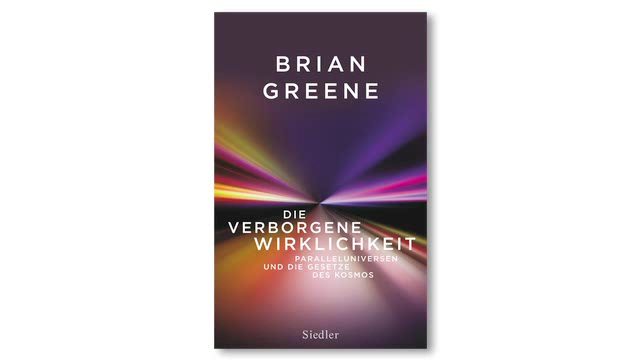 BRIAN
GREENE
DIE
VERBORGENE
WIRKLICHKEIT
PARALLELUNIVERSEN
UND DIE GESETZE
DES KOSMOS
Siedler